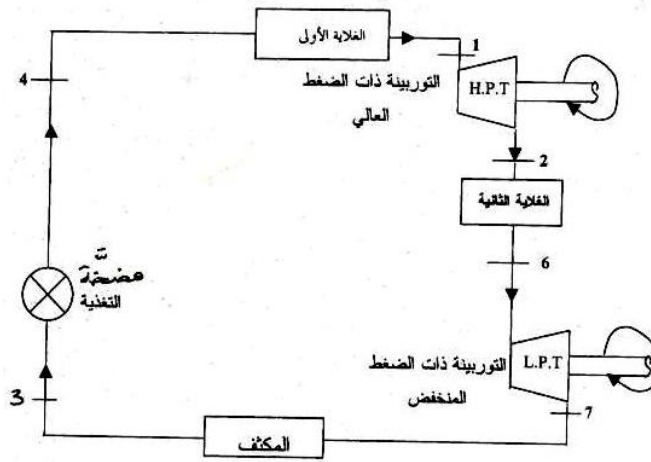 الغلاية الأولى
1
4
H.P.T
التوربينة ذات الضغط
العالي
2
الغلاية الثانية
6
مضخّة
التغذية
L.P.T
التوربينة ذات الضغط
المنخفض
3
7
المكثف